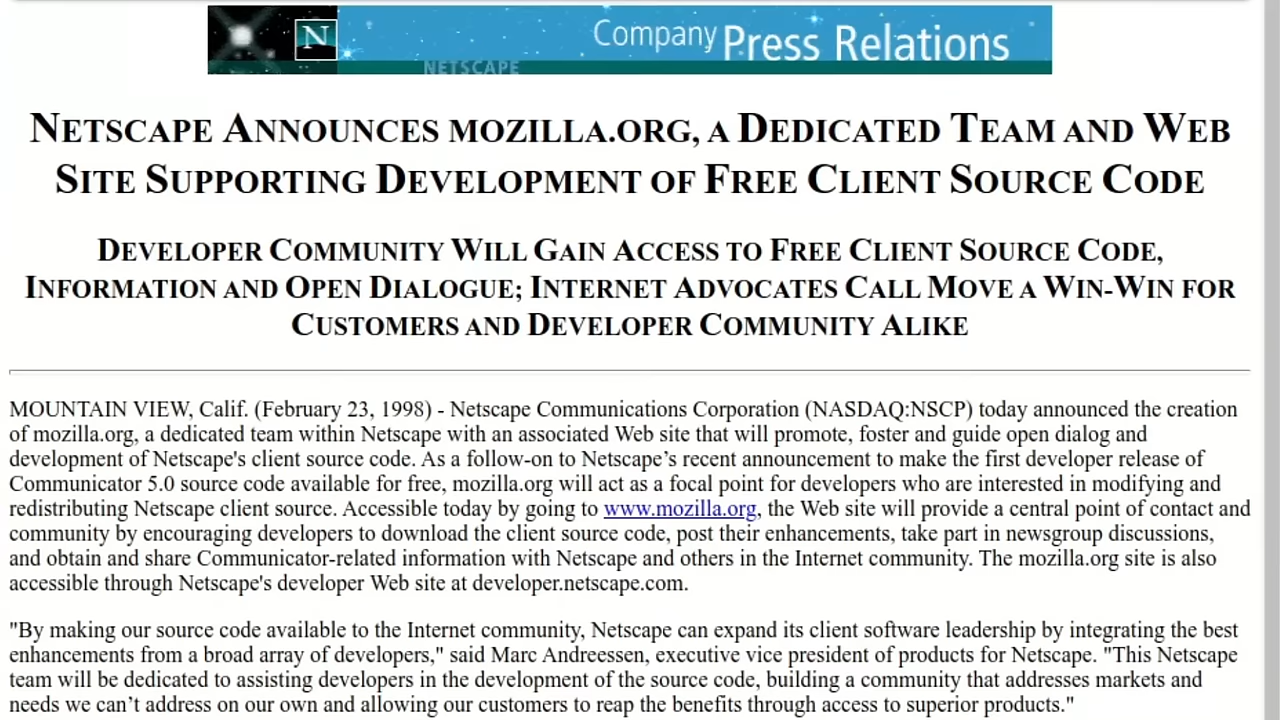 N
NETSCAPE
Company Press Relations
NETSCAPE ANNOUNCES MOZILLA.ORG, A DEDICATED TEAM AND WEB
SITE SUPPORTING DEVELOPMENT OF FREE CLIENT SOURCE CODE
DEVELOPER COMMUNITY WILL GAIN ACCESS TO FREE CLIENT SOURCE CODE,
INFORMATION AND OPEN DIALOGUE; INTERNET ADVOCATES CALL MOVE A WIN-WIN FOR
CUSTOMERS AND DEVELOPER COMMUNITY ALIKE
MOUNTAIN VIEW, Calif. (February 23, 1998) - Netscape Communications Corporation (NASDAQ:NSCP) today announced the creation
of mozilla.org, a dedicated team within Netscape with an associated Web site that will promote, foster and guide open dialog and
development of Netscape's client source code. As a follow-on to Netscape’s recent announcement to make the first developer release of
Communicator 5.0 source code available for free, mozilla.org will act as a focal point for developers who are interested in modifying and
redistributing Netscape client source. Accessible today by going to www.mozilla.org, the Web site will provide a central point of contact and
community by encouraging developers to download the client source code, post their enhancements, take part in newsgroup discussions,
and obtain and share Communicator-related information with Netscape and others in the Internet community. The mozilla.org site is also
accessible through Netscape's developer Web site at developer.netscape.com.
"By making our source code available to the Internet community, Netscape can expand its client software leadership by integrating the best
enhancements from a broad array of developers," said Marc Andreessen, executive vice president of products for Netscape. "This Netscape
team will be dedicated to assisting developers in the development of the source code, building a community that addresses markets and
needs we can’t address on our own and allowing our customers to reap the benefits through access to superior products."